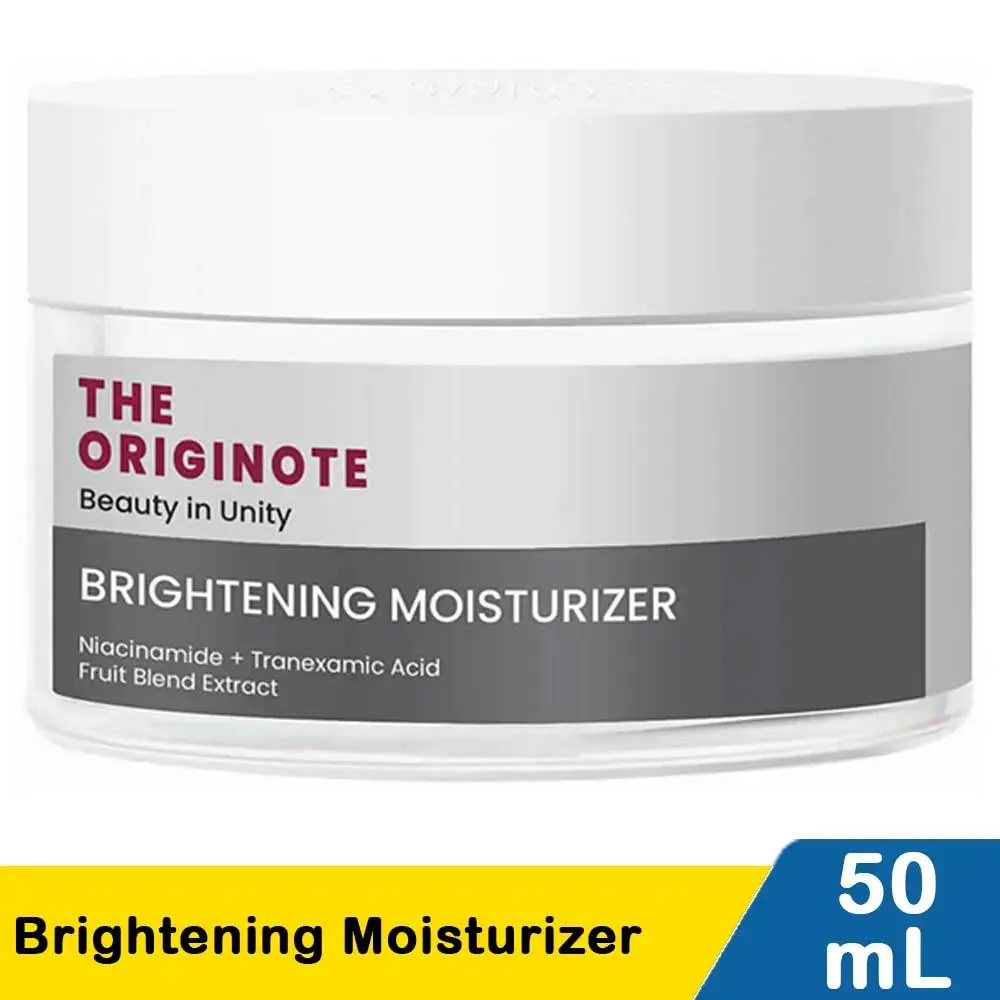 THE
ORIGINOTE
Beauty in Unity
BRIGHTENING MOISTURIZER
Niacinamide + Tranexamic Acid
Fruit Blend Extract
Brightening Moisturizer
50
mL